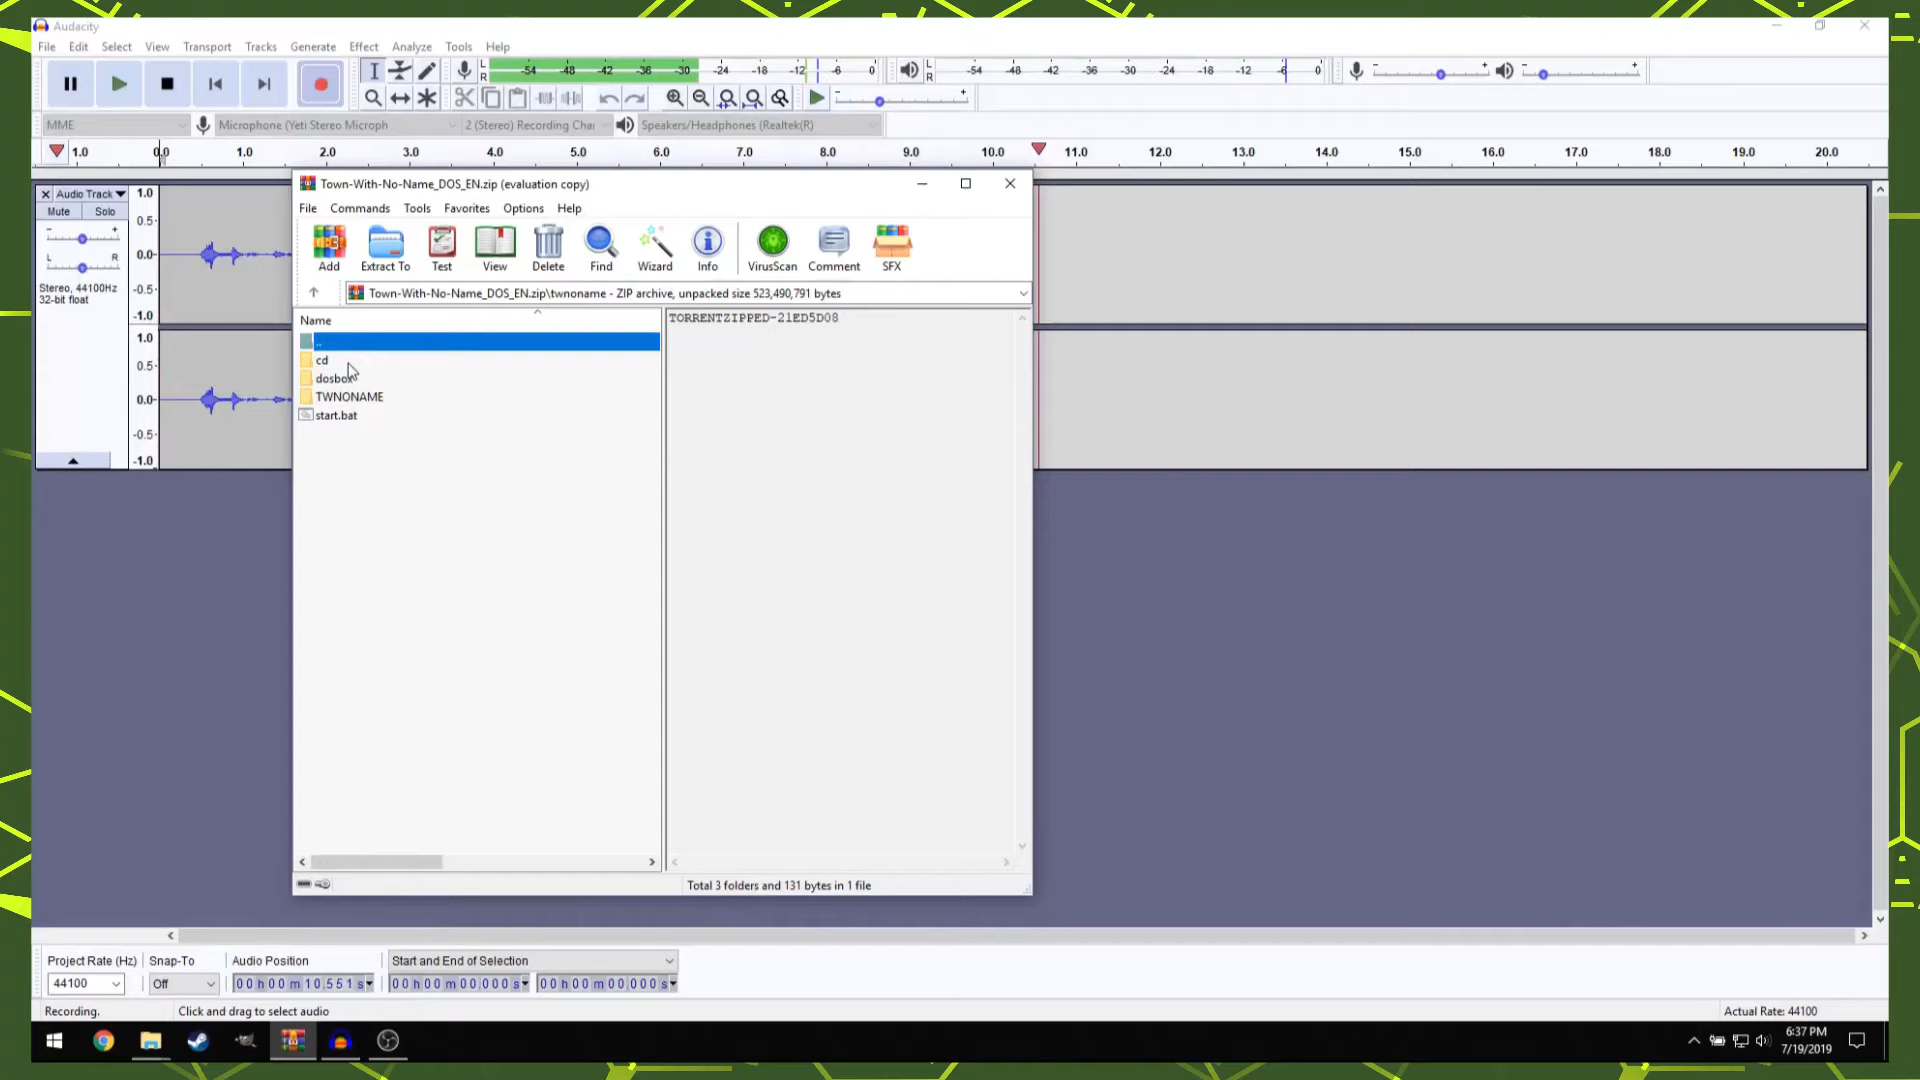 Audacity
File Edit Select View Transport Tracks Generate Effect Analyze Tools Help
L R -54 -48 -42 -36 -30 -24 -18 -12 -6 0
L R -54 -48 -42 -36 -30 -24 -18 -12 -6 0
MME Microphone (Yeti Stereo Microph 2 (Stereo) Recording Cha Speakers/Headphones (Realtek(R)
1.0 0.0 1.0 2.0 3.0 4.0 5.0 6.0 7.0 8.0 9.0 10.0 11.0 12.0 13.0 14.0 15.0 16.0 17.0 18.0 19.0 20.0
Audio Track
Mute Solo
L R
Stereo, 44100Hz
32-bit float
1.0
0.5
0.0
-0.5
-1.0
1.0
0.5
0.0
-0.5
-1.0
Town-With-No-Name_DOS_EN.zip (evaluation copy)
File Commands Tools Favorites Options Help
Add Extract To Test View Delete Find Wizard Info VirusScan Comment SFX
Town-With-No-Name_DOS_EN.zip\twnoname - ZIP archive, unpacked size 523,490,791 bytes
Name
..
cd
dosbox
TWNONAME
start.bat
TORRENTZIPPED-21ED5D08
Total 3 folders and 131 bytes in 1 file
Project Rate (Hz) Snap-To Audio Position Start and End of Selection
44100 Off 00 h 00 m 10.551 s 00 h 00 m 00.000 s 00 h 00 m 00.000 s
Recording. Click and drag to select audio Actual Rate: 44100
6:37 PM
7/19/2019